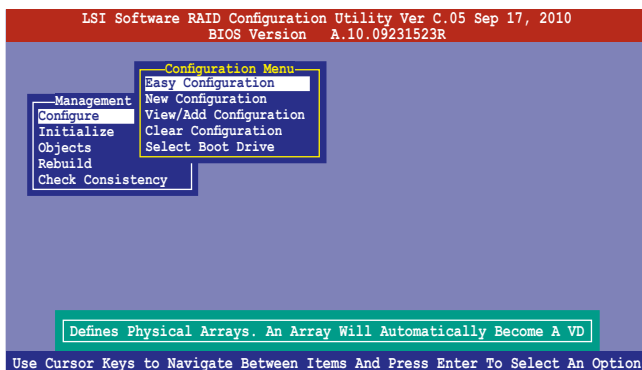 LSI Software RAID Configuration Utility Ver C.05 Sep 17, 2010
BIOS Version A.10.09231523R
Configuration Menu
Easy Configuration
New Configuration
View/Add Configuration
Clear Configuration
Select Boot Drive
Management
Configure
Initialize
Objects
Rebuild
Check Consistency
Defines Physical Arrays. An Array Will Automatically Become A VD
Use Cursor Keys to Navigate Between Items And Press Enter To Select An Option